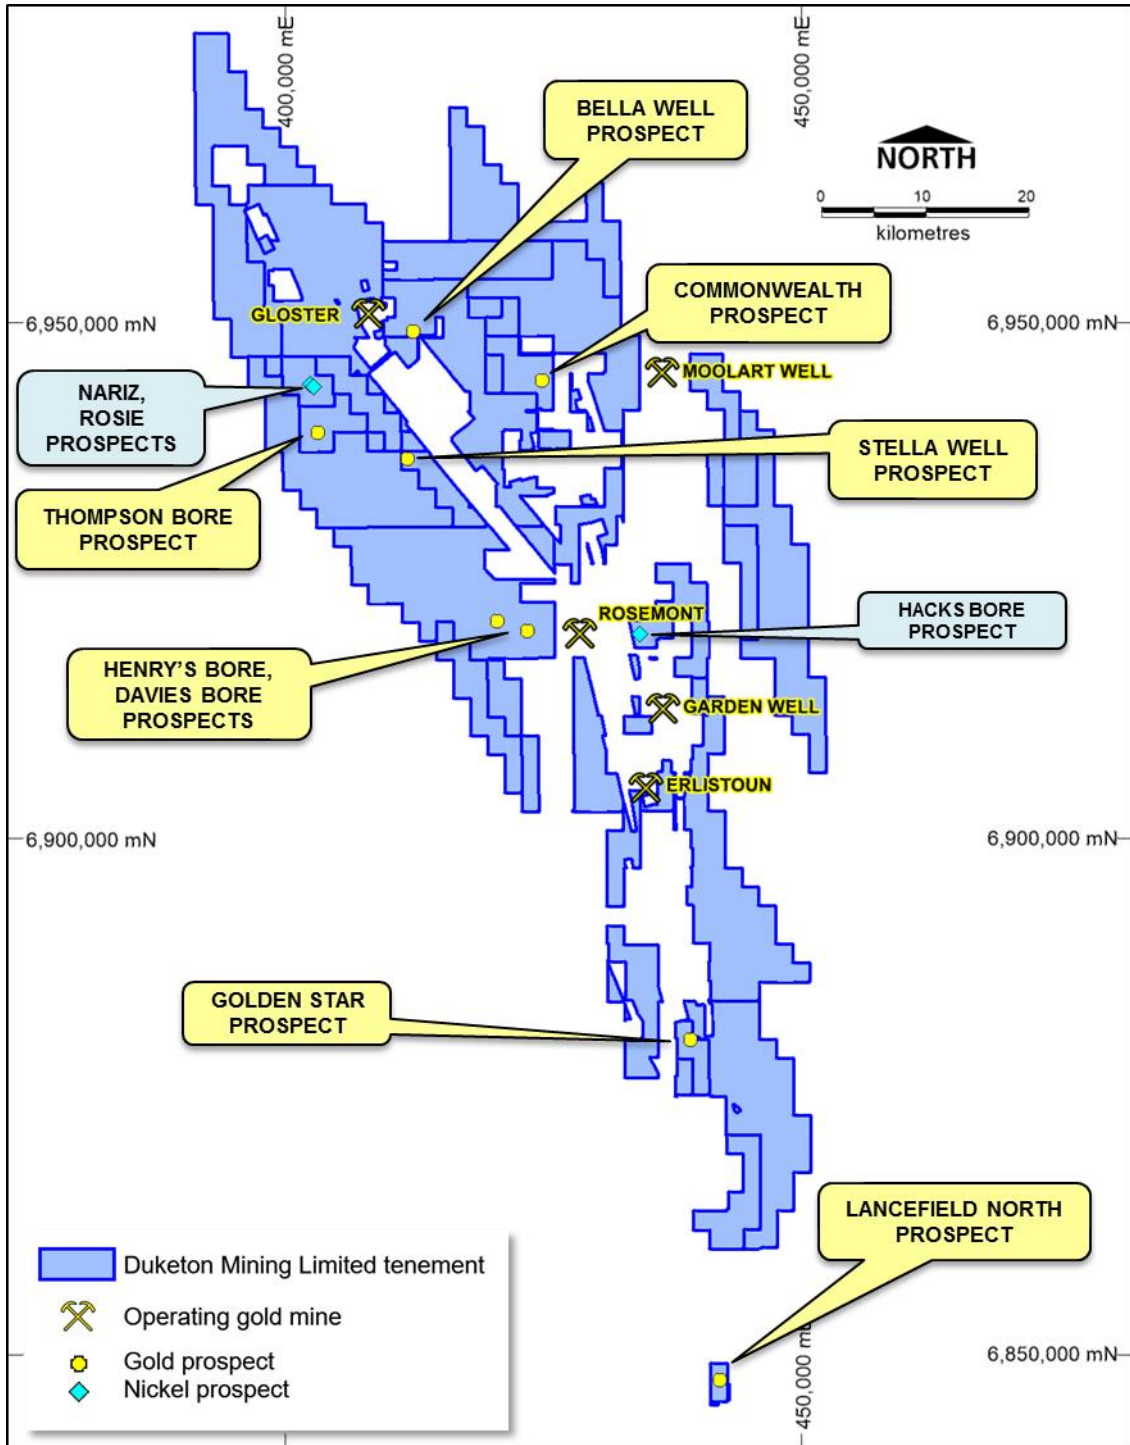 400,000 mE
450,000 mE
BELLA WELL
PROSPECT
NORTH
0 10 20
kilometres
COMMONWEALTH
PROSPECT
GLOSTER
6,950,000 mN
6,950,000 mN
MOOLART WELL
NARIZ,
ROSIE
PROSPECTS
STELLA WELL
PROSPECT
THOMPSON BORE
PROSPECT
ROSEMONT
HACKS BORE
PROSPECT
HENRY'S BORE,
DAVIES BORE
PROSPECTS
GARDEN WELL
ERLISTOUN
6,900,000 mN
6,900,000 mN
GOLDEN STAR
PROSPECT
LANCEFIELD NORTH
PROSPECT
Duketon Mining Limited tenement
Operating gold mine
Gold prospect
Nickel prospect
6,850,000 mN
450,000 mE